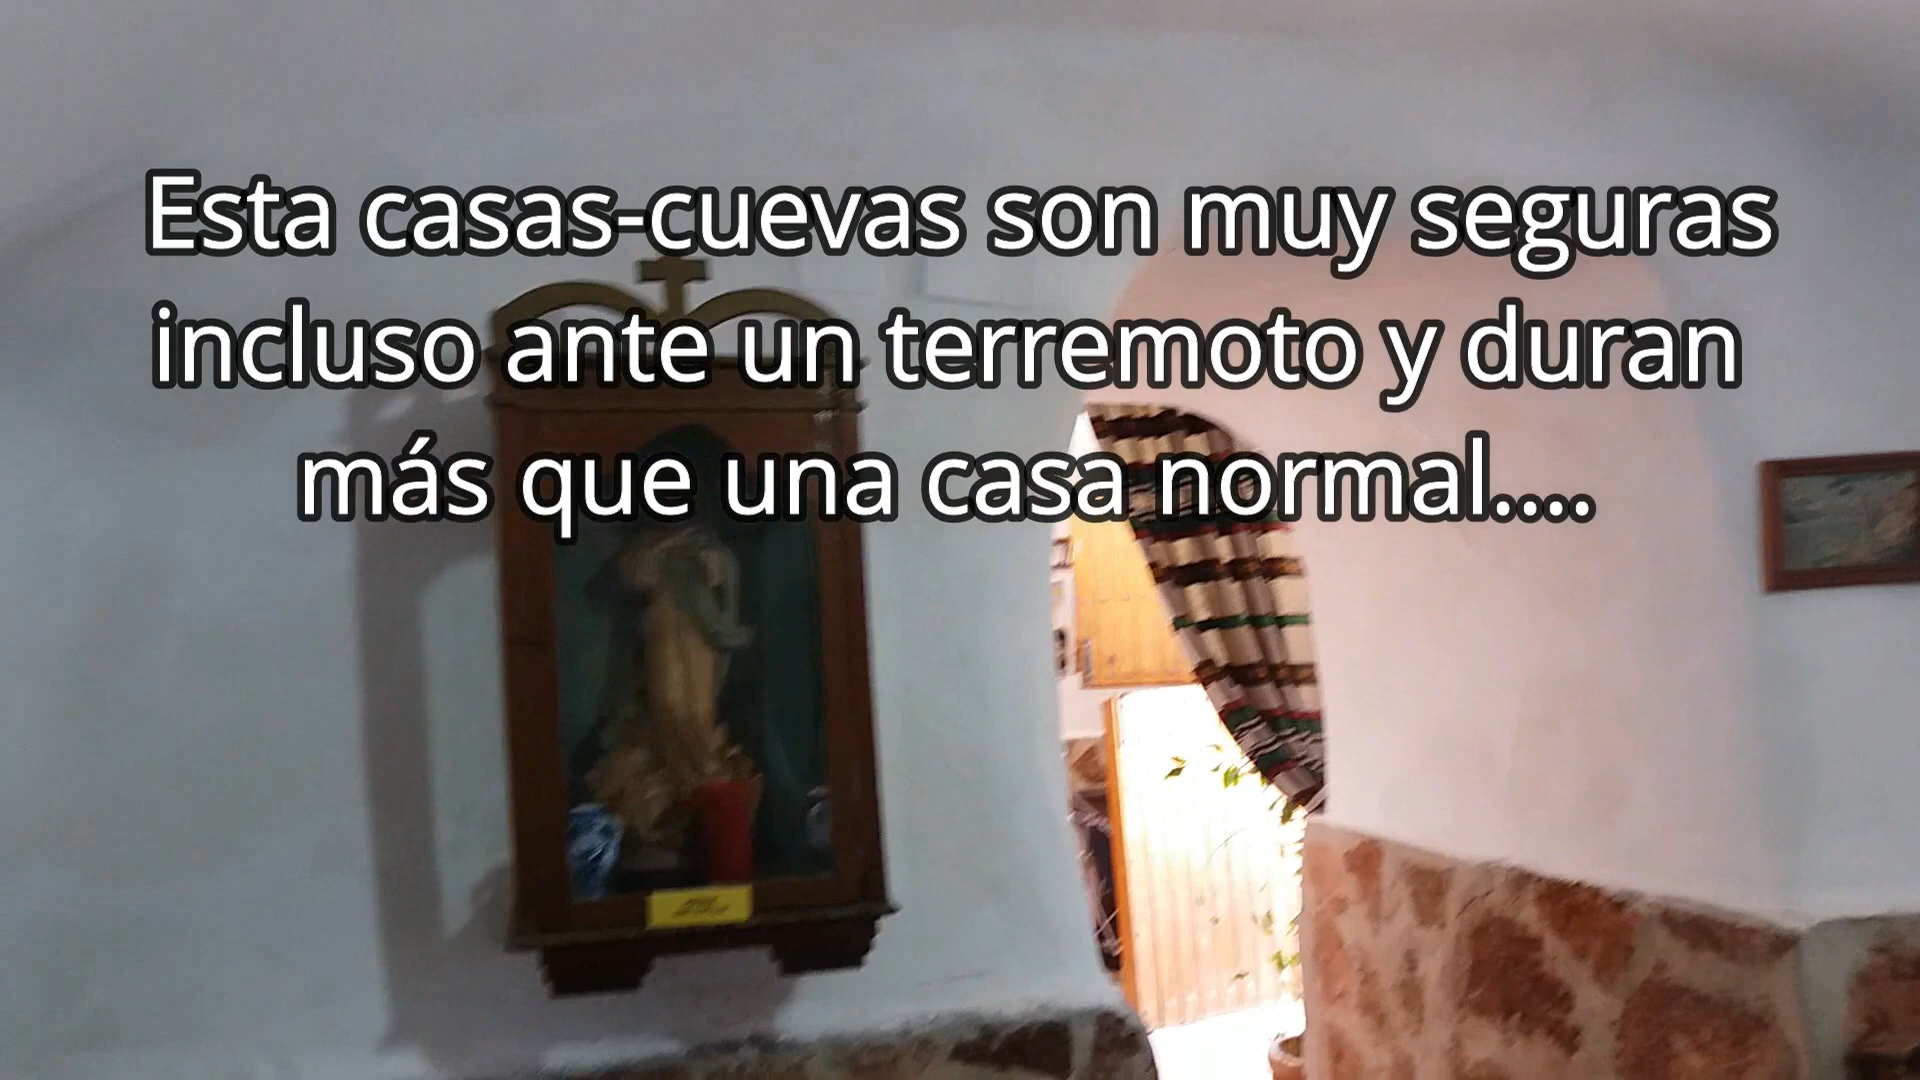 Esta casas-cuevas son muy seguras
incluso ante un terremoto y duran
más que una casa normal....